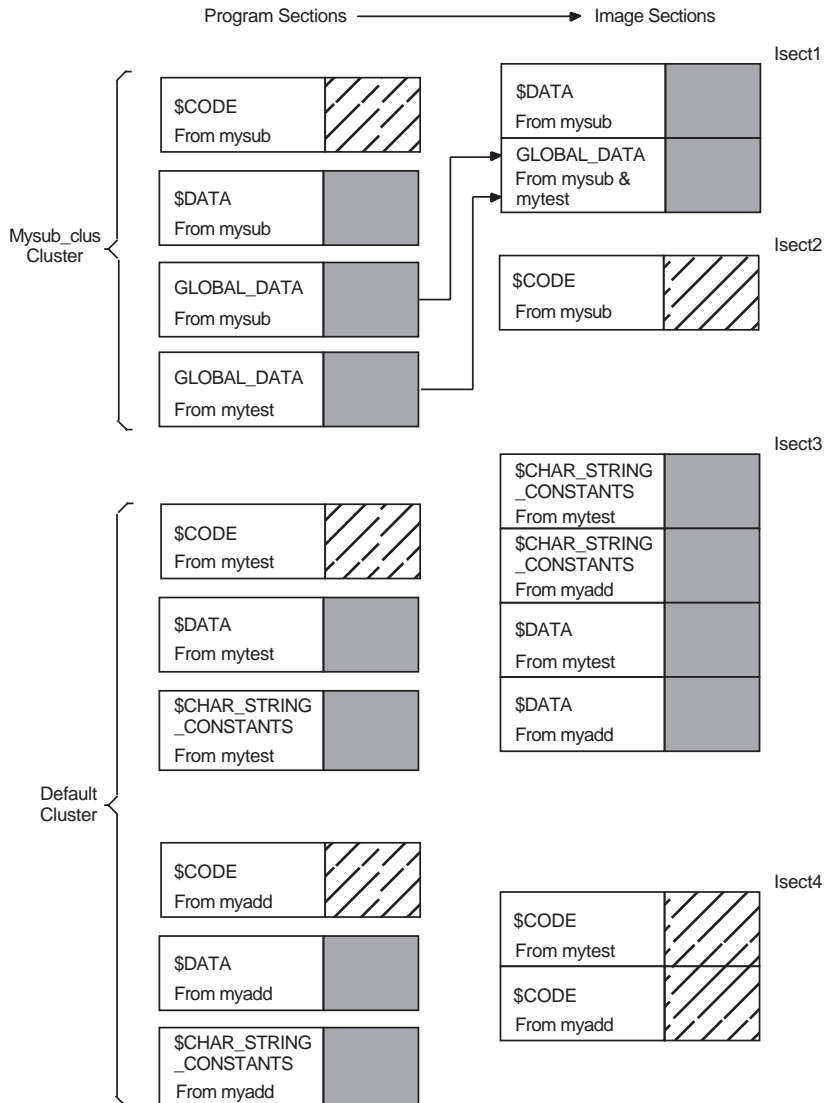 Program Sections
Image Sections
Isect1
$CODE
From mysub
$DATA
From mysub
GLOBAL_DATA
From mysub
GLOBAL_DATA
From mytest
Mysub_clus
Cluster
$DATA
From mysub
GLOBAL_DATA
From mysub &
mytest
Isect2
$CODE
From mysub
Isect3
$CHAR_STRING
_CONSTANTS
From mytest
$CHAR_STRING
_CONSTANTS
From myadd
$DATA
From mytest
$DATA
From myadd
$CODE
From mytest
$DATA
From mytest
$CHAR_STRING
_CONSTANTS
From mytest
Default
Cluster
$CODE
From myadd
$DATA
From myadd
$CHAR_STRING
_CONSTANTS
From myadd
Isect4
$CODE
From mytest
$CODE
From myadd